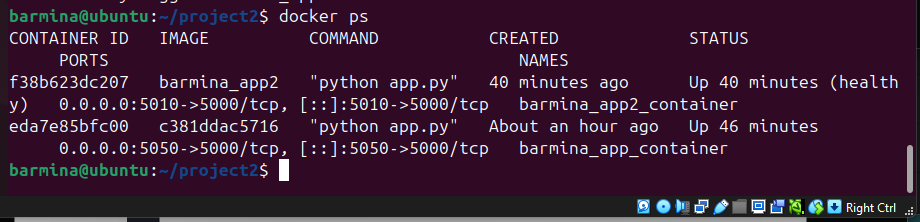 barmina@ubuntu:~/project2$ docker ps
CONTAINER ID   IMAGE          COMMAND           CREATED             STATUS
     PORTS                                         NAMES
f38b623dc207   barmina_app2   "python app.py"   40 minutes ago      Up 40 minutes (health
y)   0.0.0.0:5010->5000/tcp, [::]:5010->5000/tcp   barmina_app2_container
eda7e85bfc00   c381ddac5716   "python app.py"   About an hour ago   Up 46 minutes
     0.0.0.0:5050->5000/tcp, [::]:5050->5000/tcp   barmina_app_container
barmina@ubuntu:~/project2$
Right Ctrl